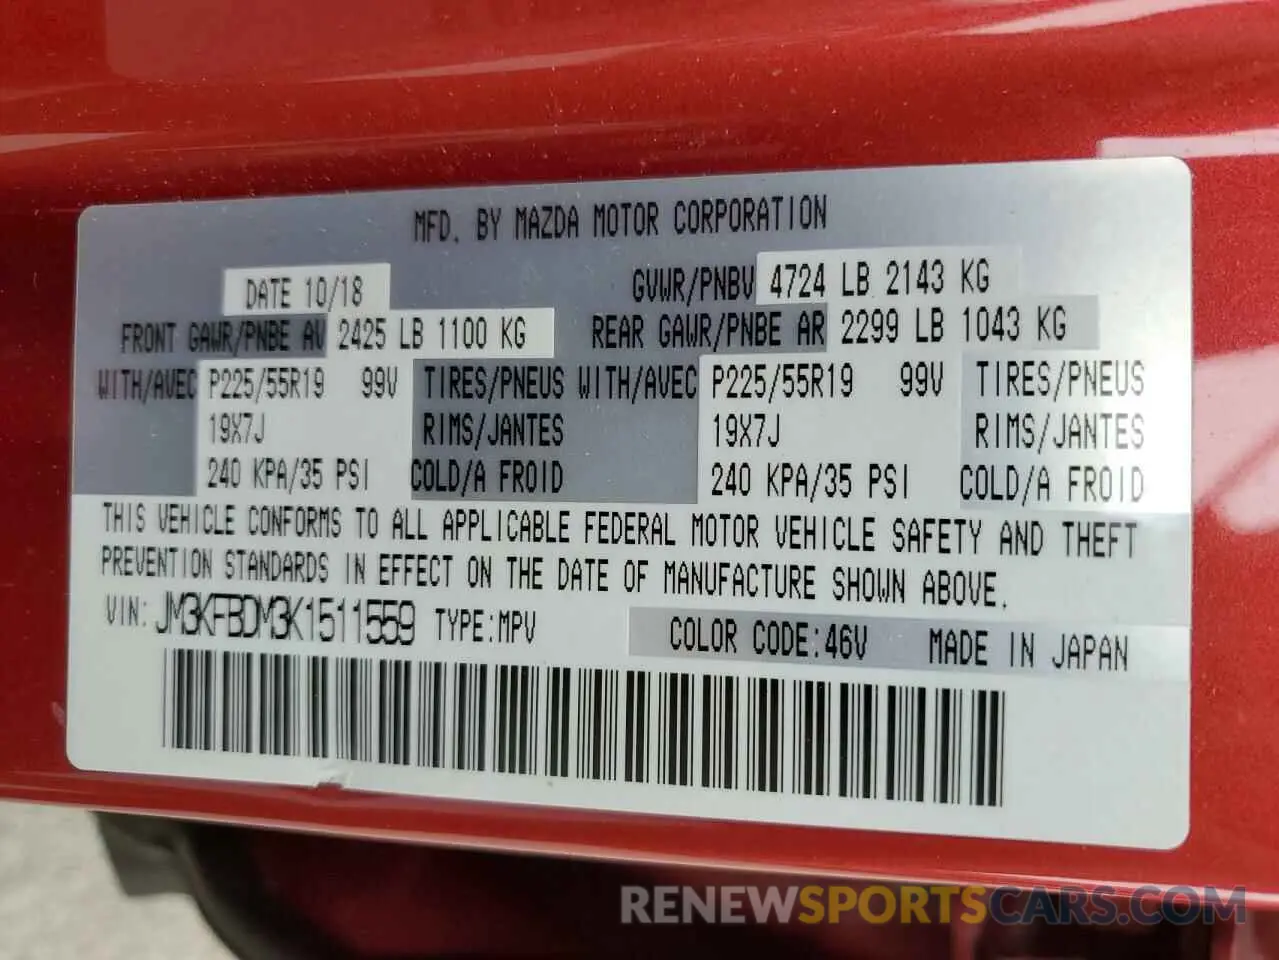 MFD. BY MAZDA MOTOR CORPORATION
DATE 10/18 GVWR/PNBV 4724 LB 2143 KG
FRONT GAWR/PNBE AV 2425 LB 1100 KG REAR GAWR/PNBE AR 2299 LB 1043 KG
WITH/AVEC P225/55R19 99V TIRES/PNEUS WITH/AVEC P225/55R19 99V TIRES/PNEUS
19X7J RIMS/JANTES 19X7J RIMS/JANTES
240 KPA/35 PSI COLD/A FROID 240 KPA/35 PSI COLD/A FROID
THIS VEHICLE CONFORMS TO ALL APPLICABLE FEDERAL MOTOR VEHICLE SAFETY AND THEFT
PREVENTION STANDARDS IN EFFECT ON THE DATE OF MANUFACTURE SHOWN ABOVE.
VIN: JM3KFBDM3K1511559 TYPE:MPV COLOR CODE:46V MADE IN JAPAN
RENEWSPORTSCARS.COM